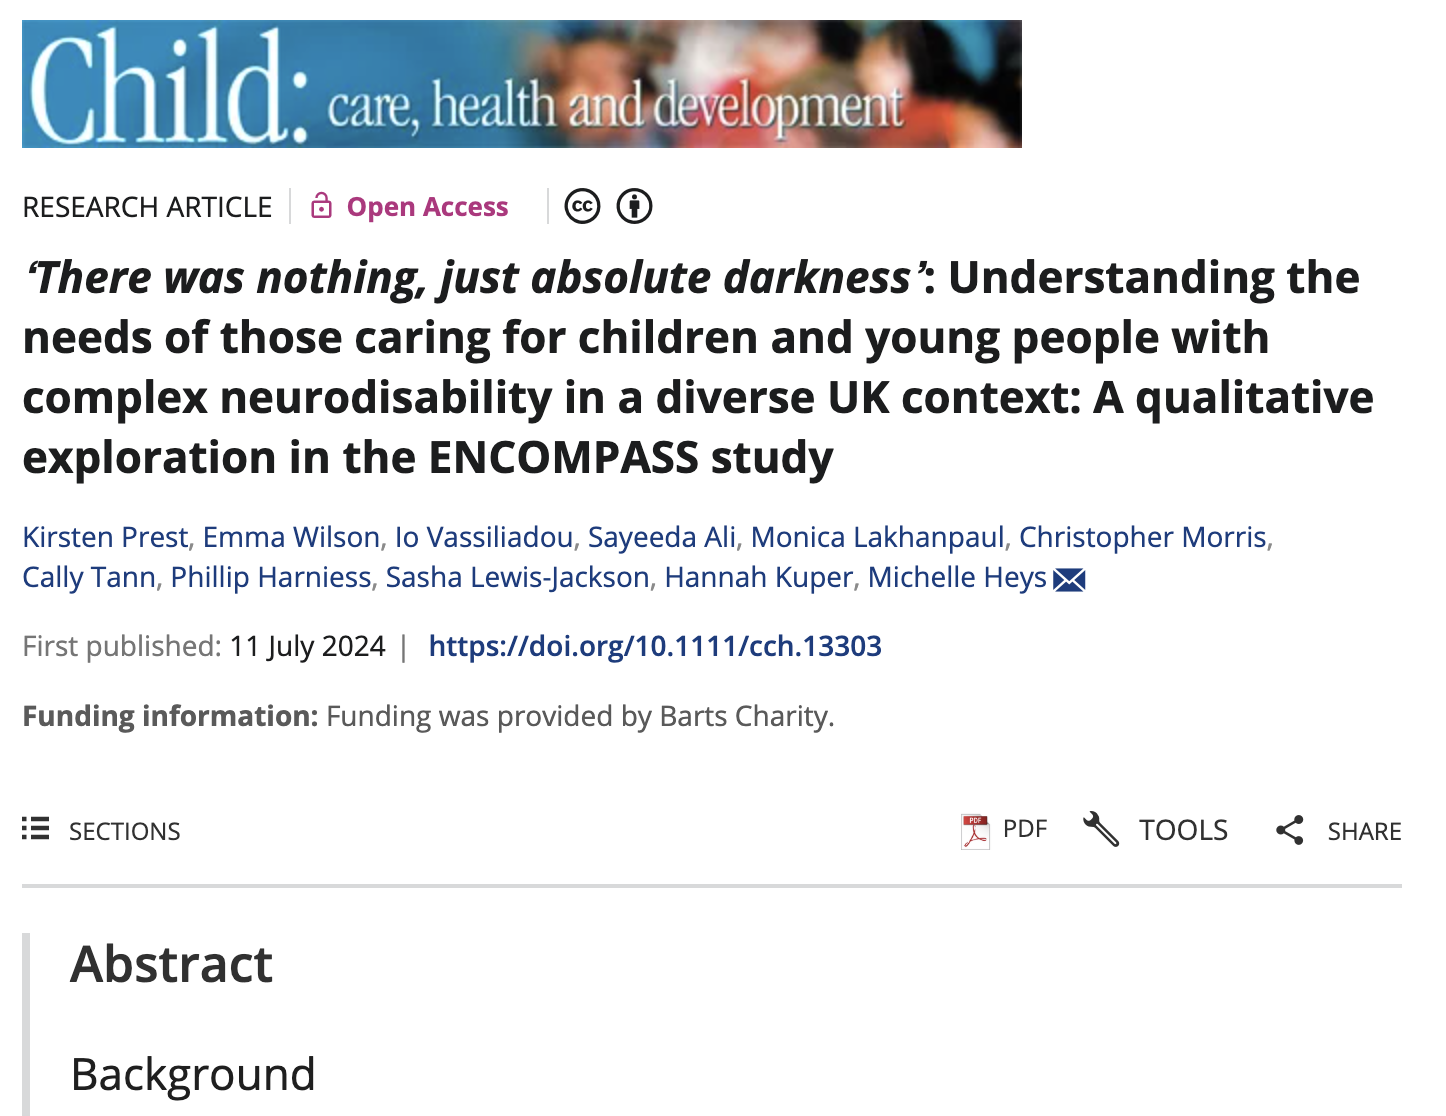 Child: care, health and development
RESEARCH ARTICLE Open Access cc
‘There was nothing, just absolute darkness’: Understanding the
needs of those caring for children and young people with
complex neurodisability in a diverse UK context: A qualitative
exploration in the ENCOMPASS study
Kirsten Prest, Emma Wilson, Io Vassiliadou, Sayeeda Ali, Monica Lakhanpaul, Christopher Morris,
Cally Tann, Phillip Harniess, Sasha Lewis-Jackson, Hannah Kuper, Michelle Heys
First published: 11 July 2024 | https://doi.org/10.1111/cch.13303
Funding information: Funding was provided by Barts Charity.
SECTIONS PDF PDF TOOLS SHARE
Abstract
Background